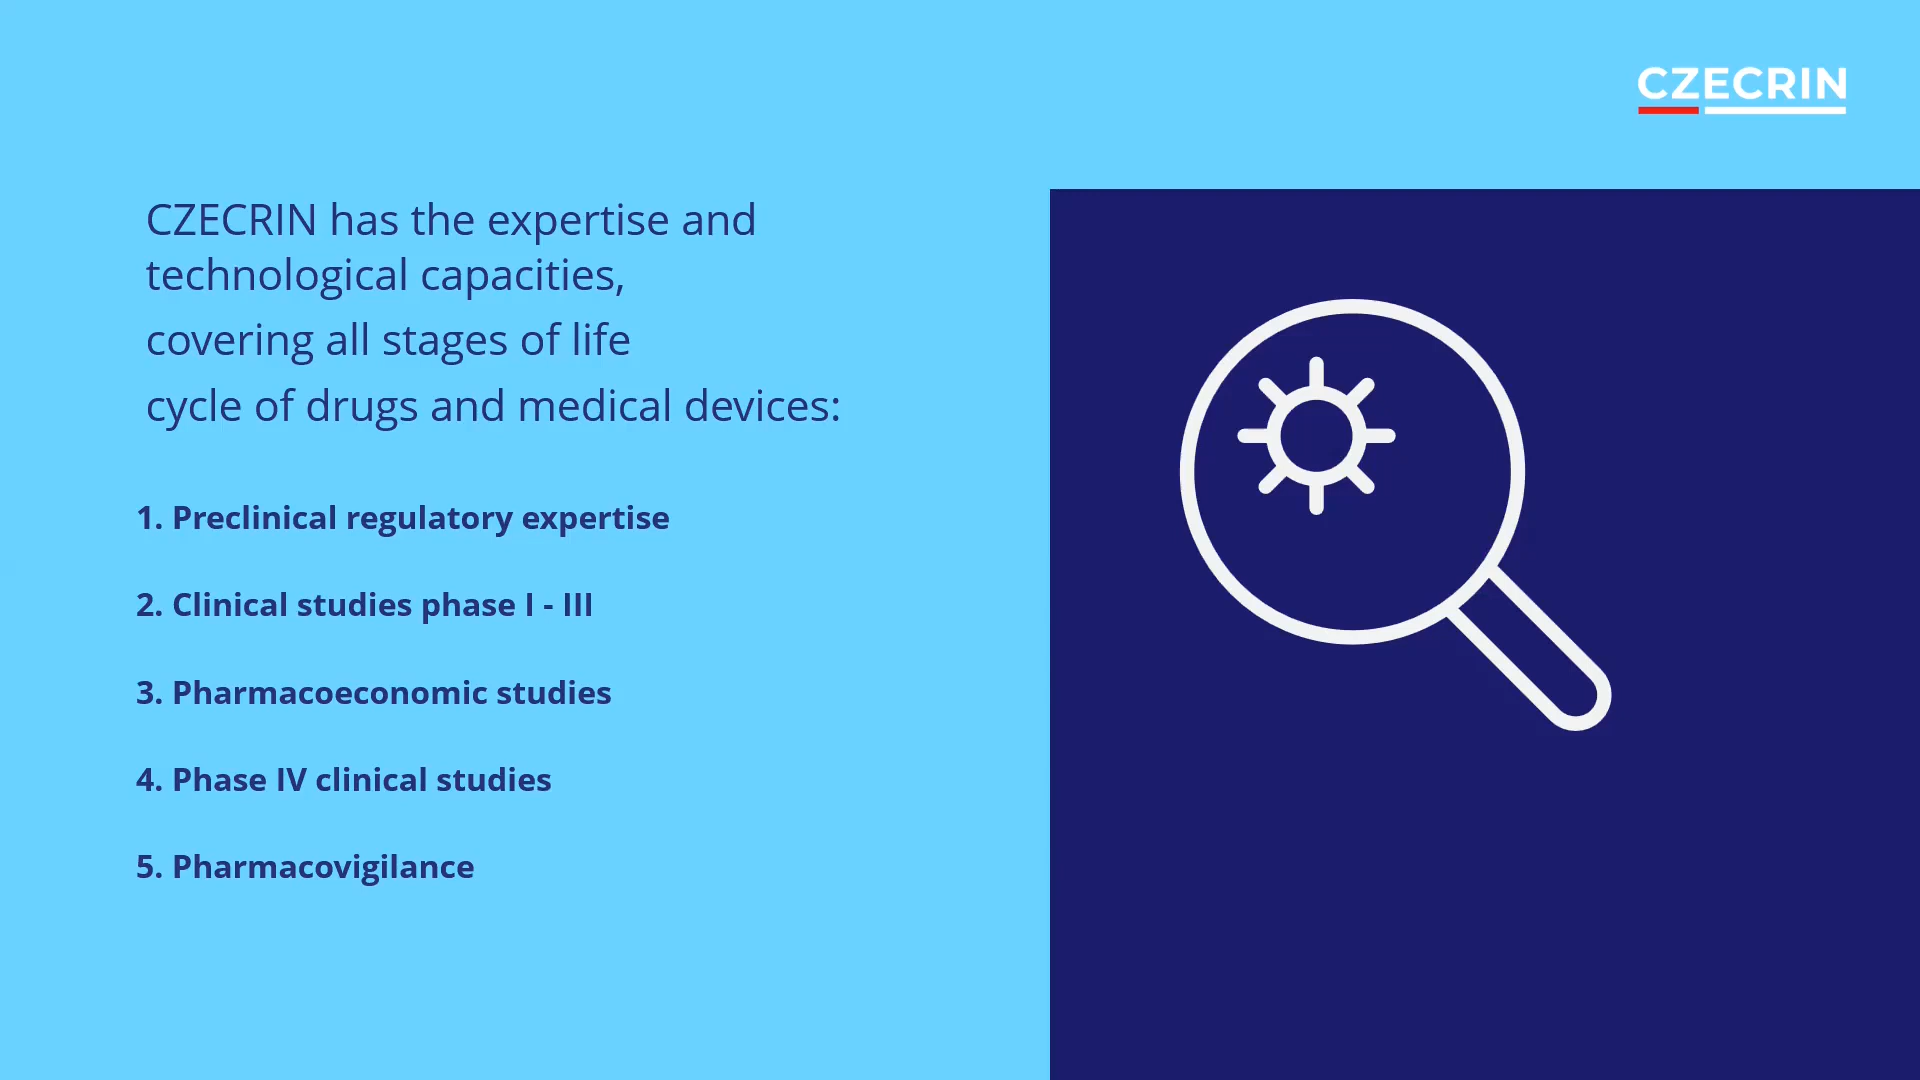 CZECRIN
CZECRIN has the expertise and
technological capacities,
covering all stages of life
cycle of drugs and medical devices:
1. Preclinical regulatory expertise
2. Clinical studies phase I - III
3. Pharmacoeconomic studies
4. Phase IV clinical studies
5. Pharmacovigilance